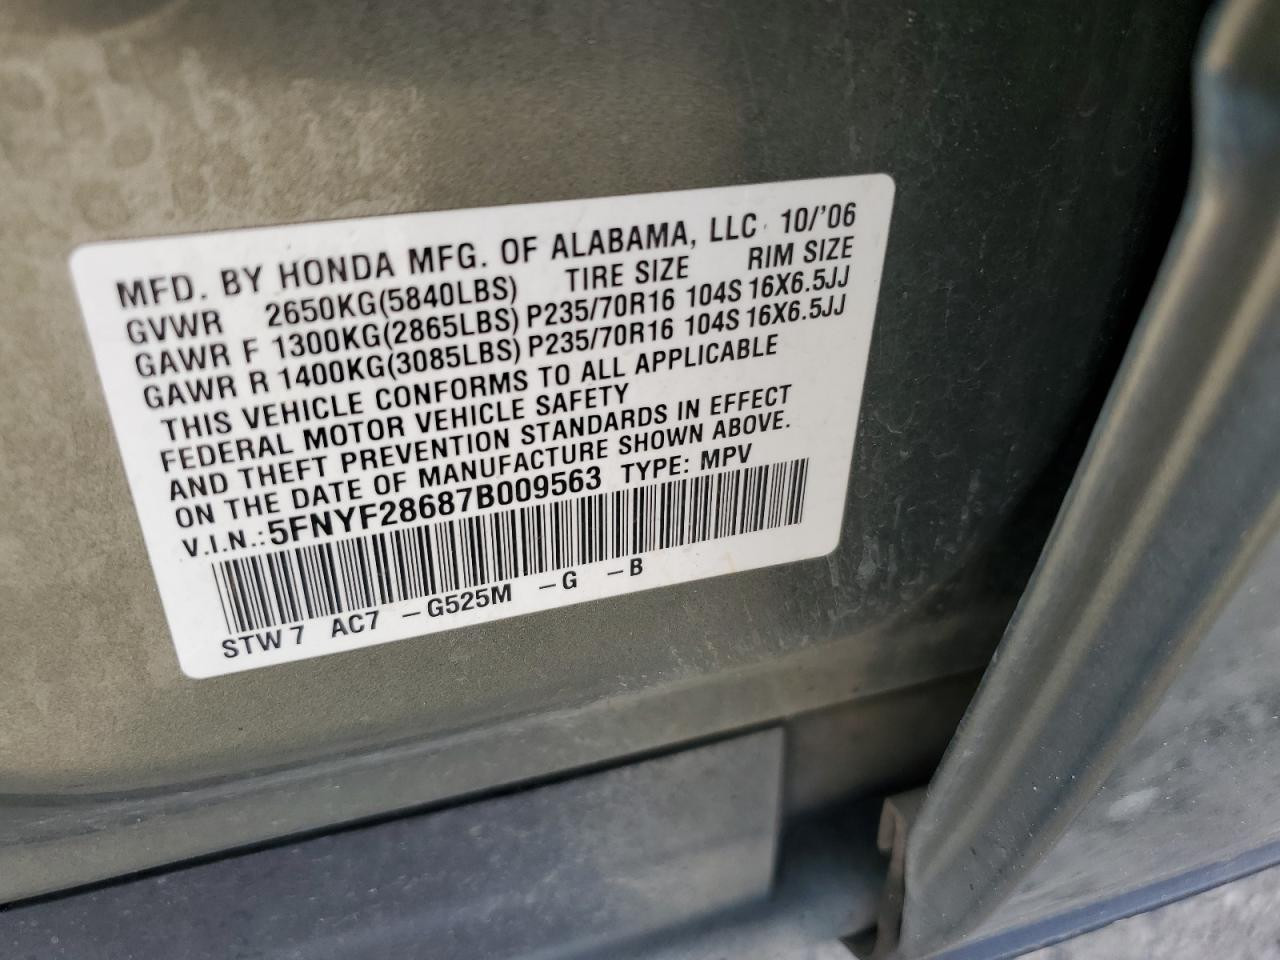 MFD. BY HONDA MFG. OF ALABAMA, LLC 10/'06
GVWR 2650KG(5840LBS) TIRE SIZE RIM SIZE
GAWR F 1300KG(2865LBS) P235/70R16 104S 16X6.5JJ
GAWR R 1400KG(3085LBS) P235/70R16 104S 16X6.5JJ
THIS VEHICLE CONFORMS TO ALL APPLICABLE
FEDERAL MOTOR VEHICLE SAFETY
AND THEFT PREVENTION STANDARDS IN EFFECT
ON THE DATE OF MANUFACTURE SHOWN ABOVE.
V.I.N.: 5FNYF28687B009563 TYPE: MPV
STW 7 AC7 -G525M -G -B